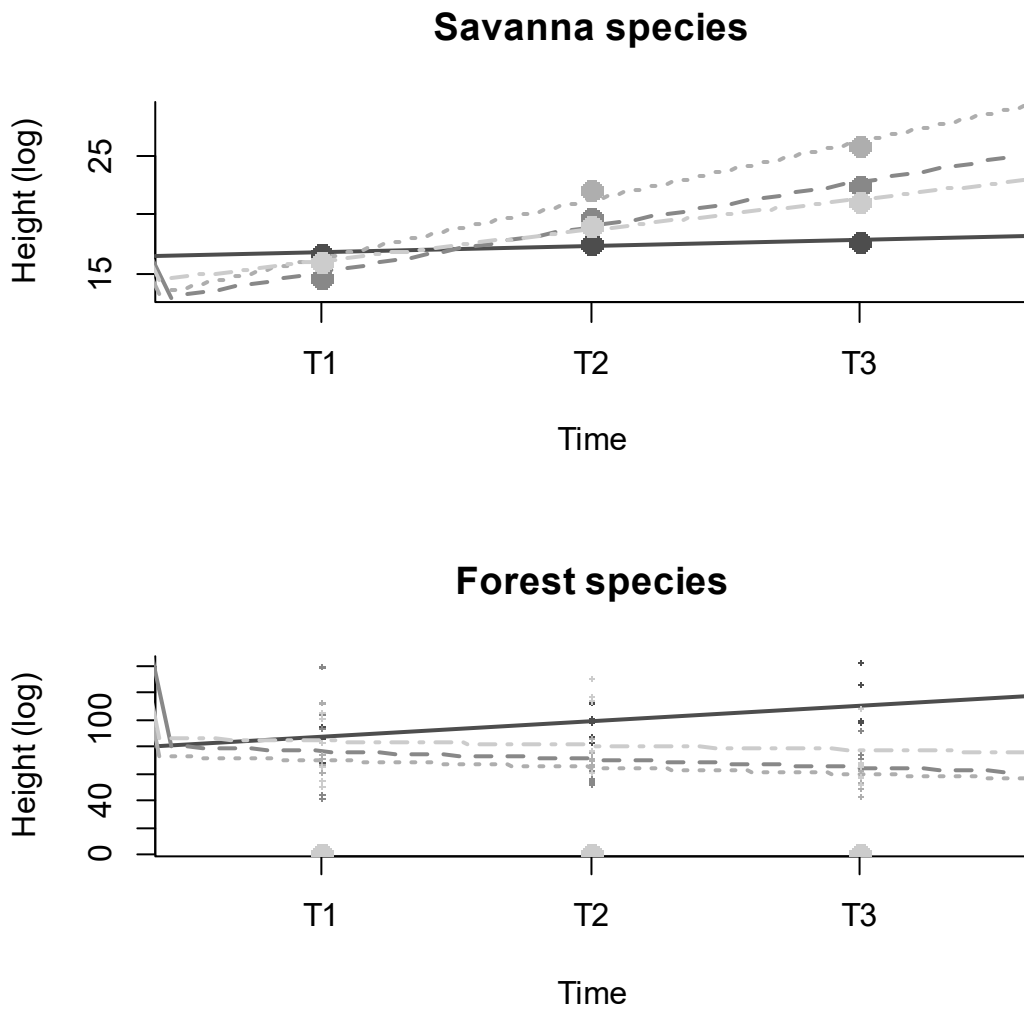 Savanna species
Height (log)
25
15
T1 T2 T3
Time
Forest species
Height (log)
100
40
0
T1 T2 T3
Time